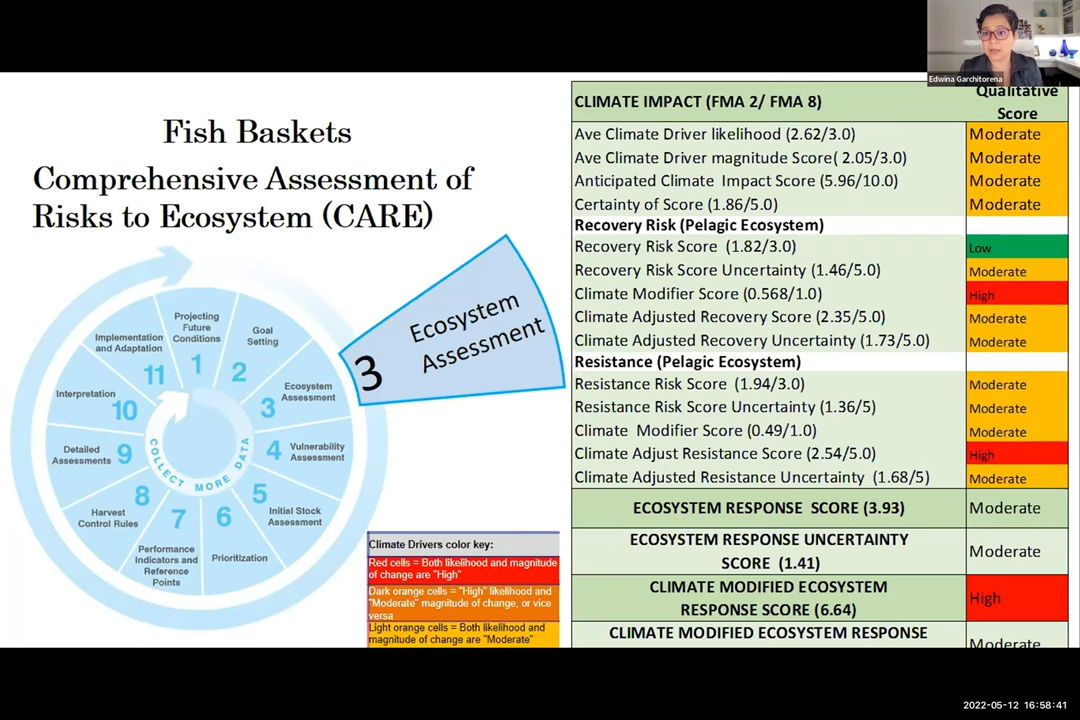 Edwina Garchitorena
Fish Baskets
Comprehensive Assessment of
Risks to Ecosystem (CARE)
Projecting
Future
Conditions
1
Goal
Setting
2
Ecosystem
Assessment
3
Vulnerability
Assessment
4
Initial Stock
Assessment
5
Prioritization
6
Performance
Indicators and
Reference
Points
7
Harvest
Control Rules
8
Detailed
Assessments
9
Interpretation
10
Implementation
and Adaptation
11
COLLECT MORE DATA
3
Ecosystem
Assessment
Climate Drivers color key:
Red cells = Both likelihood and magnitude
of change are "High"
Dark orange cells = "High" likelihood and
"Moderate" magnitude of change, or vice
versa
Light orange cells = Both likelihood and
magnitude of change are "Moderate"
CLIMATE IMPACT (FMA 2/ FMA 8)
Qualitative
Score
Ave Climate Driver likelihood (2.62/3.0) Moderate
Ave Climate Driver magnitude Score( 2.05/3.0) Moderate
Anticipated Climate Impact Score (5.96/10.0) Moderate
Certainty of Score (1.86/5.0) Moderate
Recovery Risk (Pelagic Ecosystem)
Recovery Risk Score (1.82/3.0) Low
Recovery Risk Score Uncertainty (1.46/5.0) Moderate
Climate Modifier Score (0.568/1.0) High
Climate Adjusted Recovery Score (2.35/5.0) Moderate
Climate Adjusted Recovery Uncertainty (1.73/5.0) Moderate
Resistance (Pelagic Ecosystem)
Resistance Risk Score (1.94/3.0) Moderate
Resistance Risk Score Uncertainty (1.36/5) Moderate
Climate Modifier Score (0.49/1.0) Moderate
Climate Adjust Resistance Score (2.54/5.0) High
Climate Adjusted Resistance Uncertainty (1.68/5) Moderate
ECOSYSTEM RESPONSE SCORE (3.93) Moderate
ECOSYSTEM RESPONSE UNCERTAINTY
SCORE (1.41) Moderate
CLIMATE MODIFIED ECOSYSTEM
RESPONSE SCORE (6.64) High
CLIMATE MODIFIED ECOSYSTEM RESPONSE
Moderate
2022-05-12 16:58:41